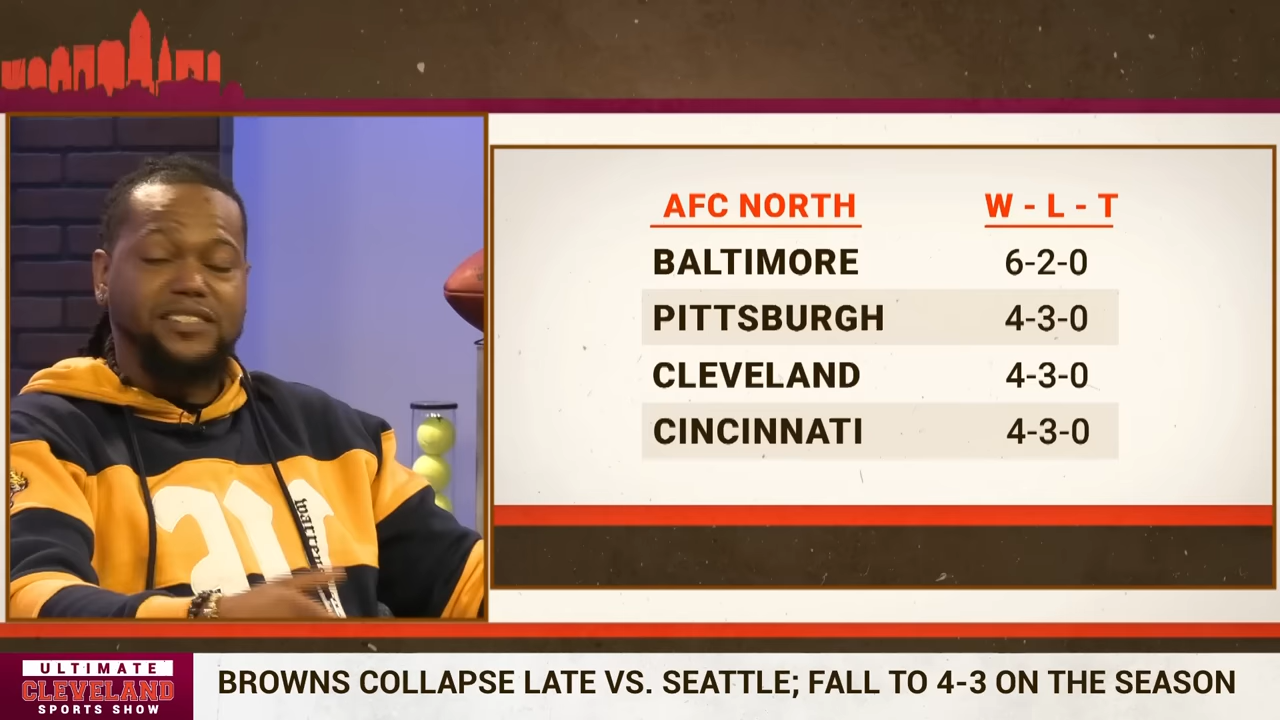 AFC NORTH W - L - T
BALTIMORE 6-2-0
PITTSBURGH 4-3-0
CLEVELAND 4-3-0
CINCINNATI 4-3-0
warren
ULTIMATE
CLEVELAND
SPORTS SHOW
BROWNS COLLAPSE LATE VS. SEATTLE; FALL TO 4-3 ON THE SEASON